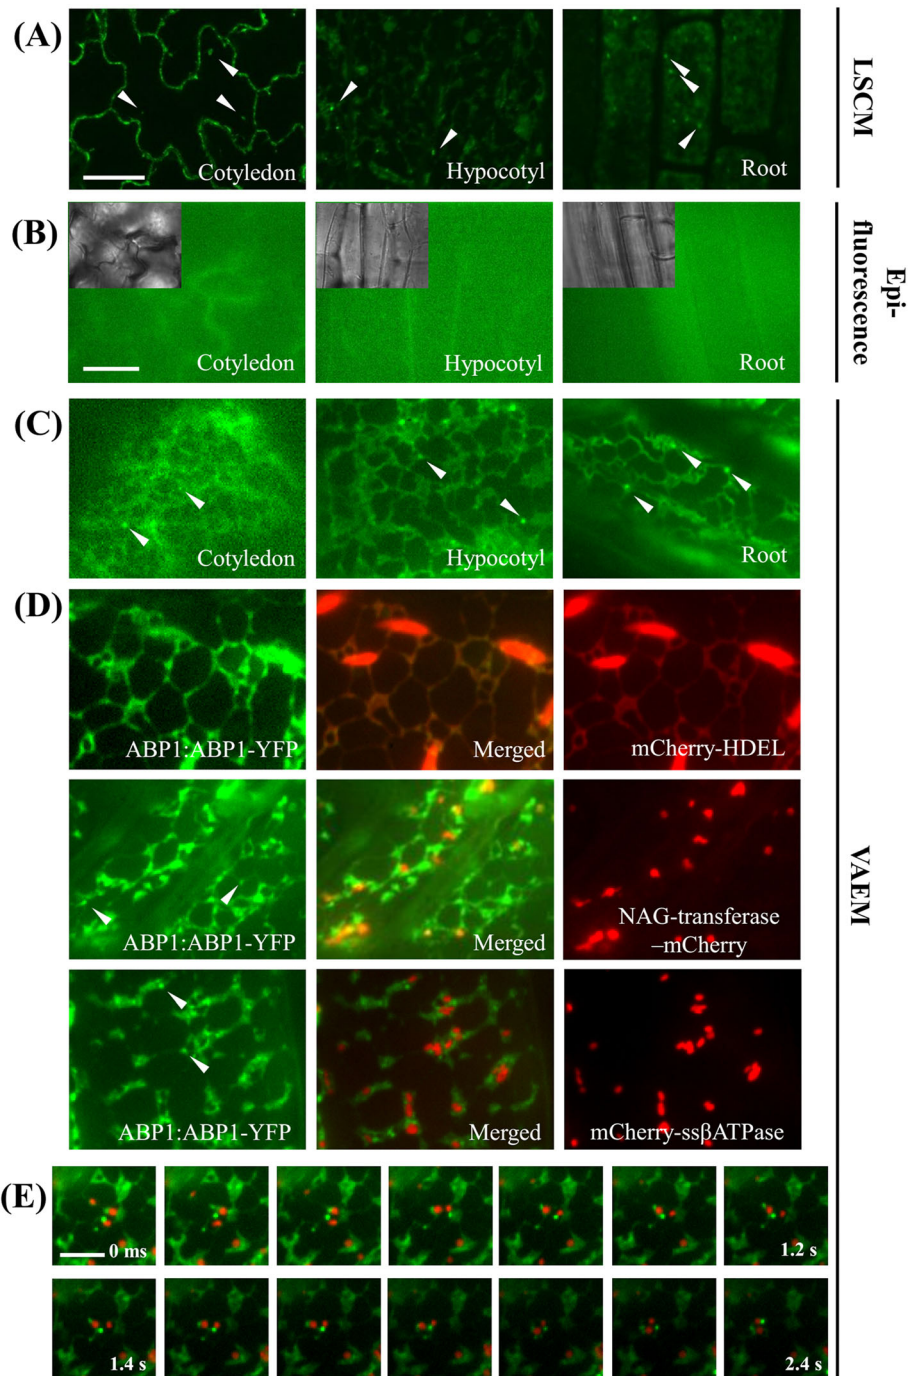 (A)
Cotyledon
Hypocotyl
Root
LSCM
(B)
Cotyledon
Hypocotyl
Root
Epi-
fluorescence
(C)
Cotyledon
Hypocotyl
Root
(D)
ABP1:ABP1-YFP
Merged
mCherry-HDEL
ABP1:ABP1-YFP
Merged
NAG-transferase
–mCherry
ABP1:ABP1-YFP
Merged
mCherry-ssβATPase
VAEM
(E)
0 ms
1.2 s
1.4 s
2.4 s